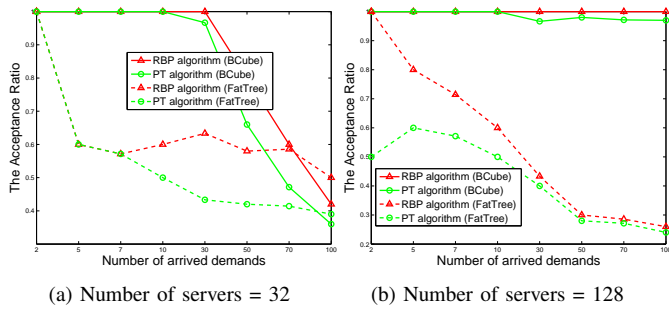 The Acceptance Ratio
1
0.9
0.8
0.7
0.6
0.5
0.4
RBP algorithm (BCube)
PT algorithm (BCube)
RBP algorithm (FatTree)
PT algorithm (FatTree)
2 5 7 10 30 50 70 100
Number of arrived demands
(a) Number of servers = 32
The Acceptance Ratio
1
0.9
0.8
0.7
0.6
0.5
0.4
0.3
0.2
RBP algorithm (BCube)
PT algorithm (BCube)
RBP algorithm (FatTree)
PT algorithm (FatTree)
2 5 7 10 30 50 70 100
Number of arrived demands
(b) Number of servers = 128